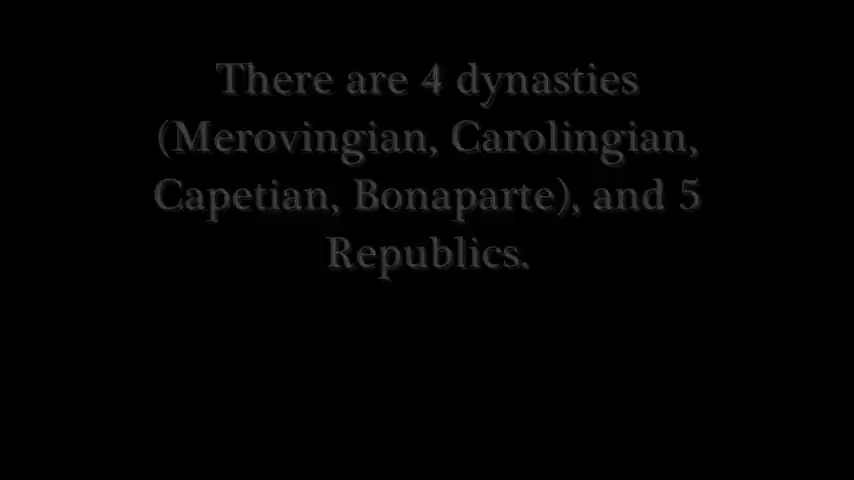 There are 4 dynasties
(Merovingian, Carolingian,
Capetian, Bonaparte), and 5
Republics.